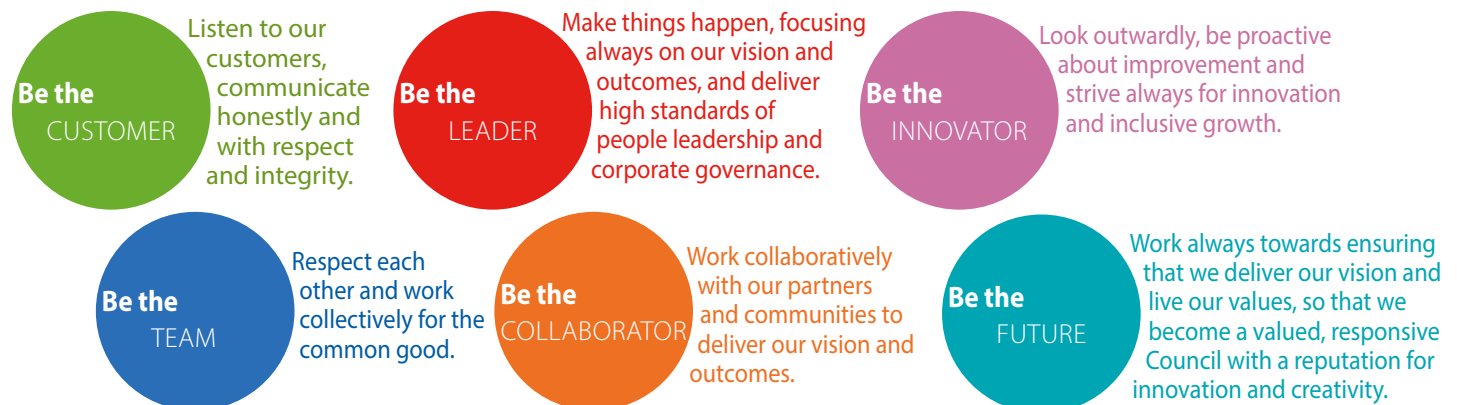 Be the
CUSTOMER
Listen to our
customers,
communicate
honestly and
with respect
and integrity.
Be the
LEADER
Make things happen, focusing
always on our vision and
outcomes, and deliver
high standards of
people leadership and
corporate governance.
Be the
INNOVATOR
Look outwardly, be proactive
about improvement and
strive always for innovation
and inclusive growth.
Be the
TEAM
Respect each
other and work
collectively for the
common good.
Be the
COLLABORATOR
Work collaboratively
with our partners
and communities to
deliver our vision and
outcomes.
Be the
FUTURE
Work always towards ensuring
that we deliver our vision and
live our values, so that we
become a valued, responsive
Council with a reputation for
innovation and creativity.